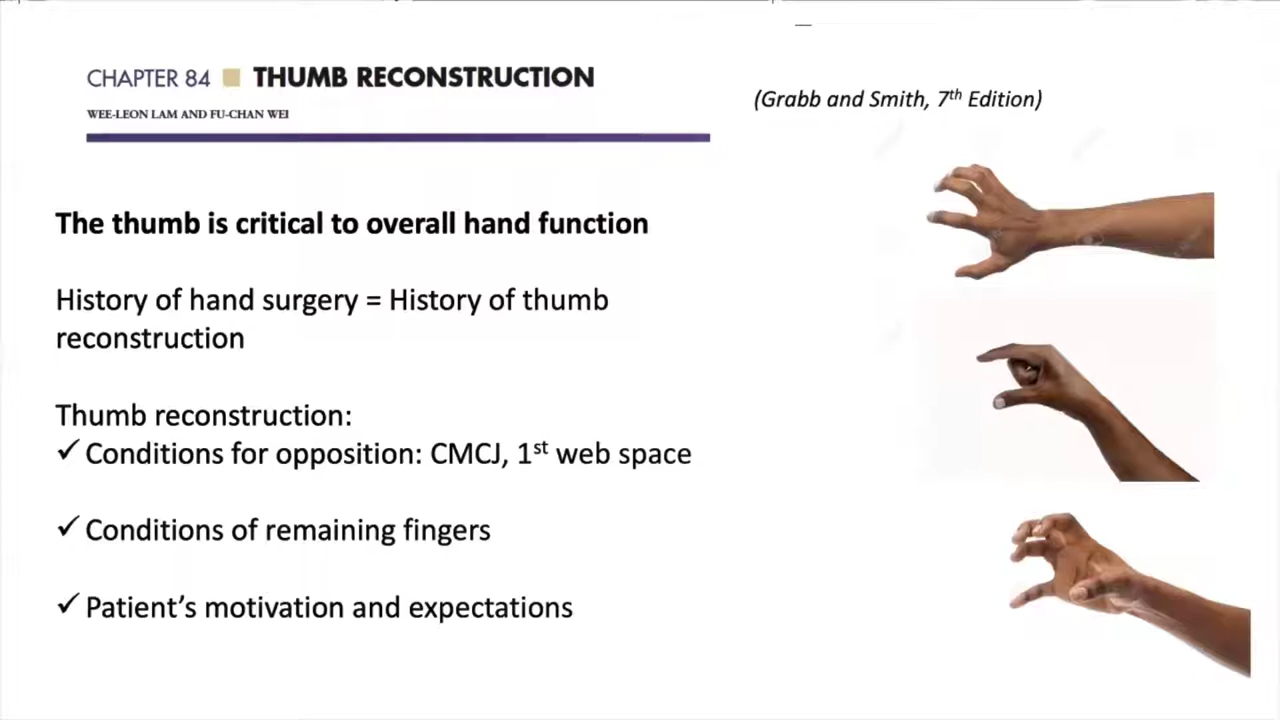 CHAPTER 84 THUMB RECONSTRUCTION
WEE-LEON LAM AND FU-CHAN WEI
(Grabb and Smith, 7th Edition)
The thumb is critical to overall hand function
History of hand surgery = History of thumb
reconstruction
Thumb reconstruction:
✓ Conditions for opposition: CMCJ, 1st web space
✓ Conditions of remaining fingers
✓ Patient’s motivation and expectations